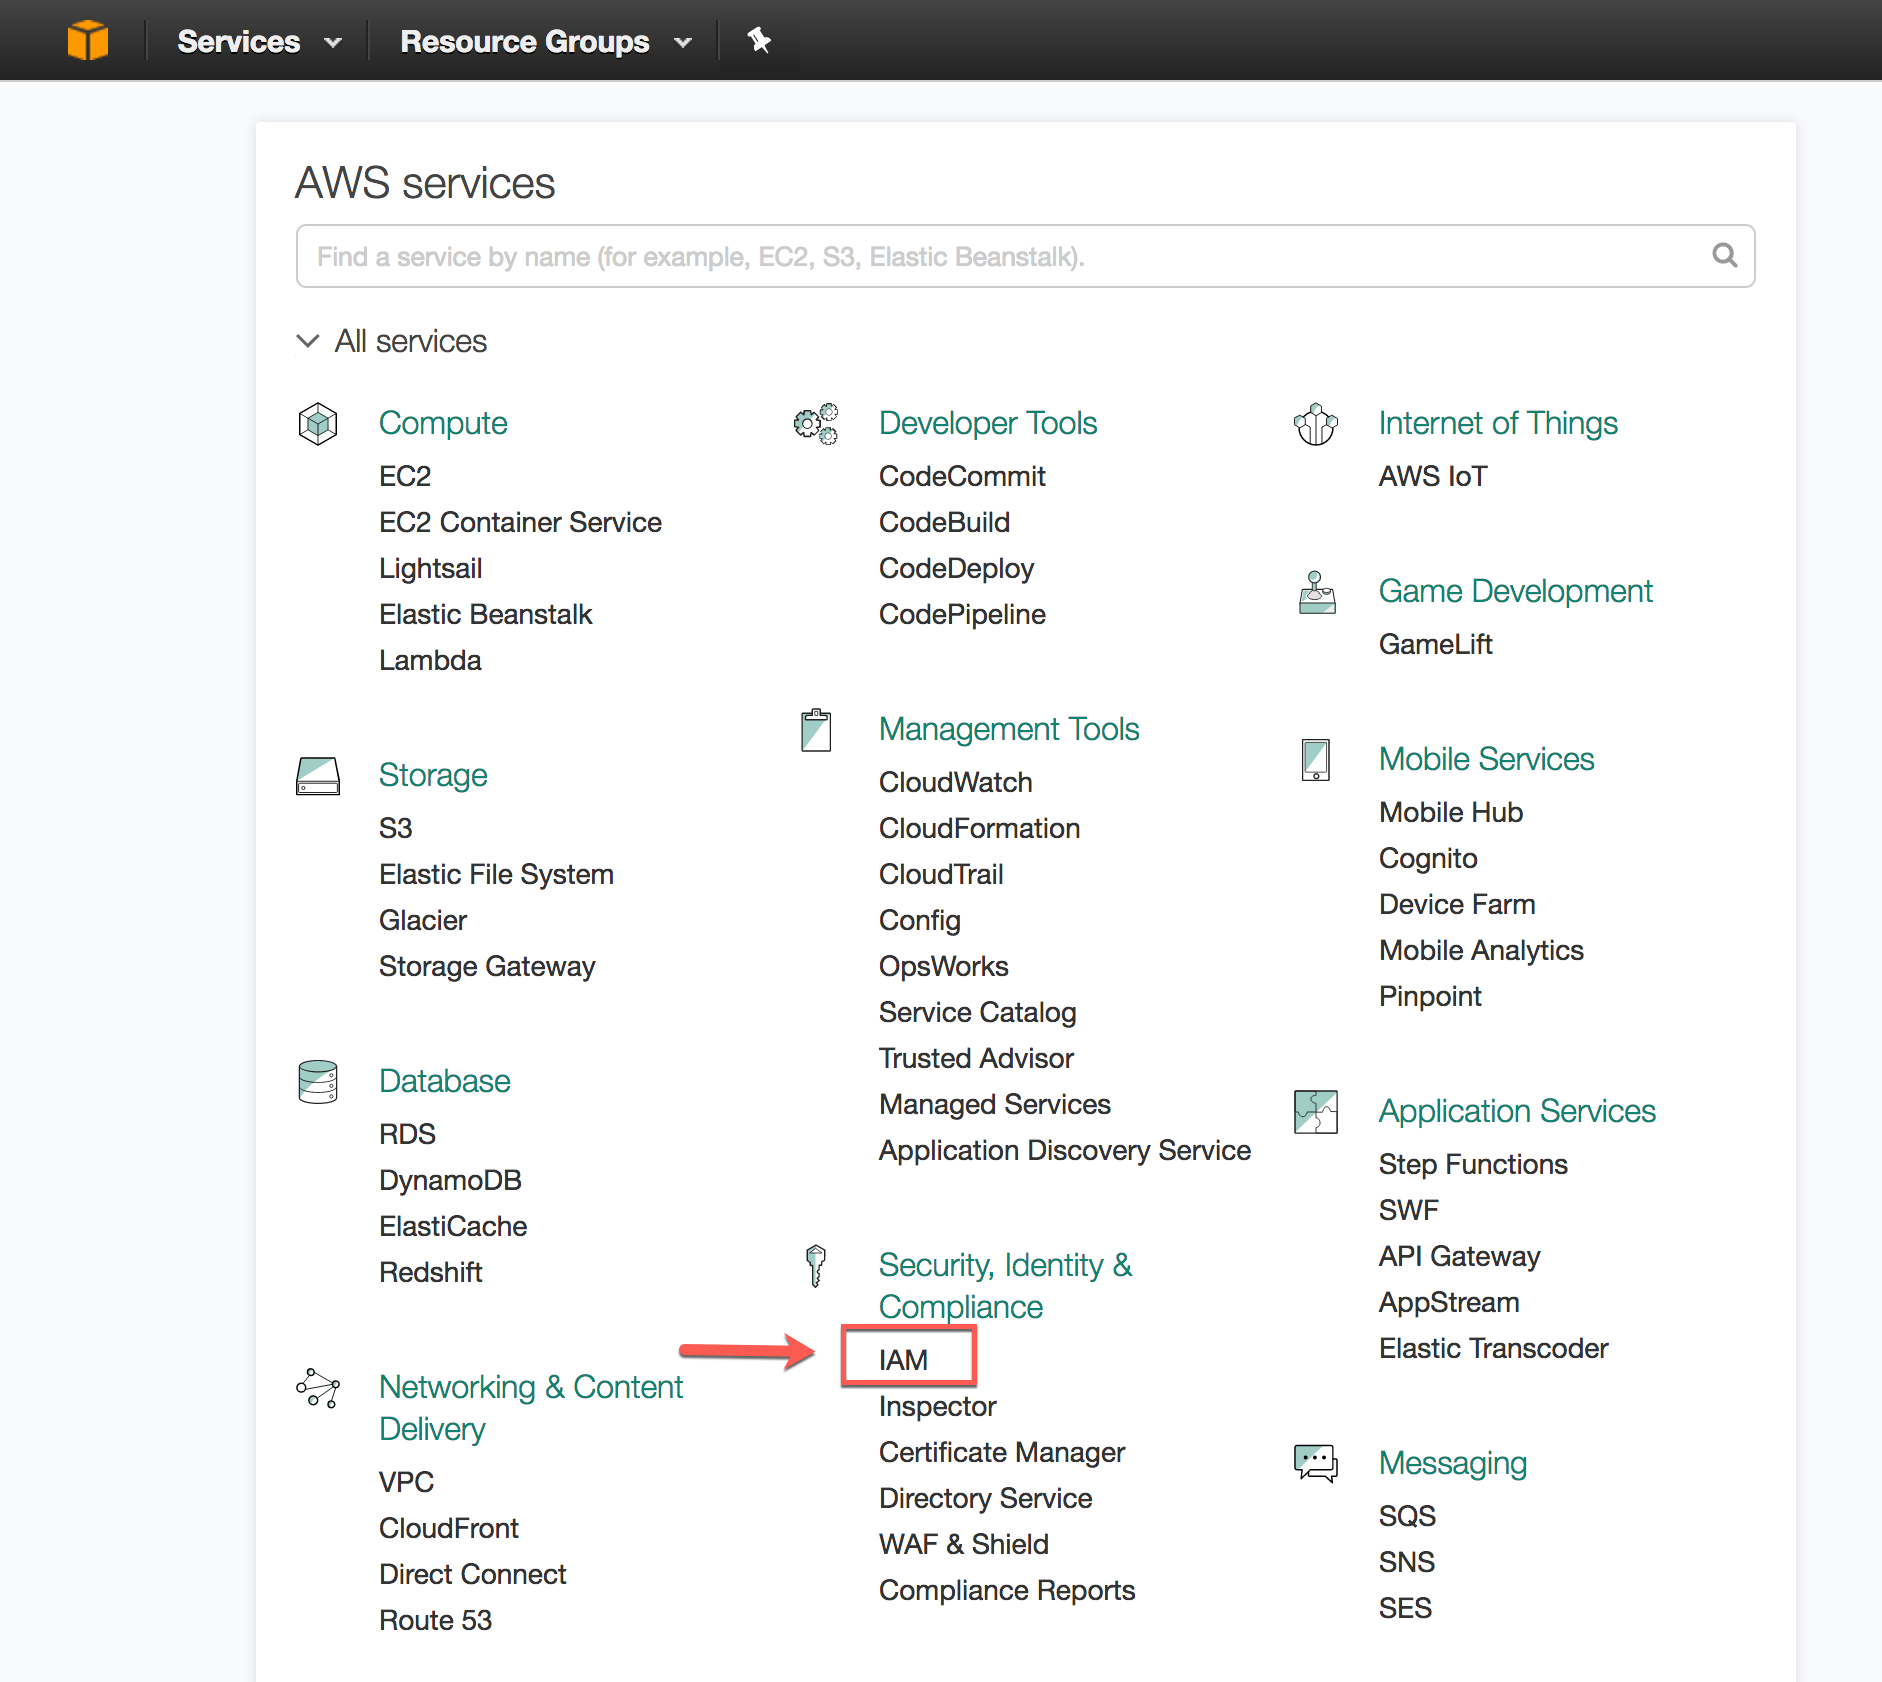 Services
Resource Groups
AWS services
Find a service by name (for example, EC2, S3, Elastic Beanstalk).
All services
Compute
EC2
EC2 Container Service
Lightsail
Elastic Beanstalk
Lambda
Storage
S3
Elastic File System
Glacier
Storage Gateway
Database
RDS
DynamoDB
ElastiCache
Redshift
Networking & Content
Delivery
VPC
CloudFront
Direct Connect
Route 53
Developer Tools
CodeCommit
CodeBuild
CodeDeploy
CodePipeline
Management Tools
CloudWatch
CloudFormation
CloudTrail
Config
OpsWorks
Service Catalog
Trusted Advisor
Managed Services
Application Discovery Service
Security, Identity &
Compliance
IAM
Inspector
Certificate Manager
Directory Service
WAF & Shield
Compliance Reports
Internet of Things
AWS IoT
Game Development
GameLift
Mobile Services
Mobile Hub
Cognito
Device Farm
Mobile Analytics
Pinpoint
Application Services
Step Functions
SWF
API Gateway
AppStream
Elastic Transcoder
Messaging
SQS
SNS
SES